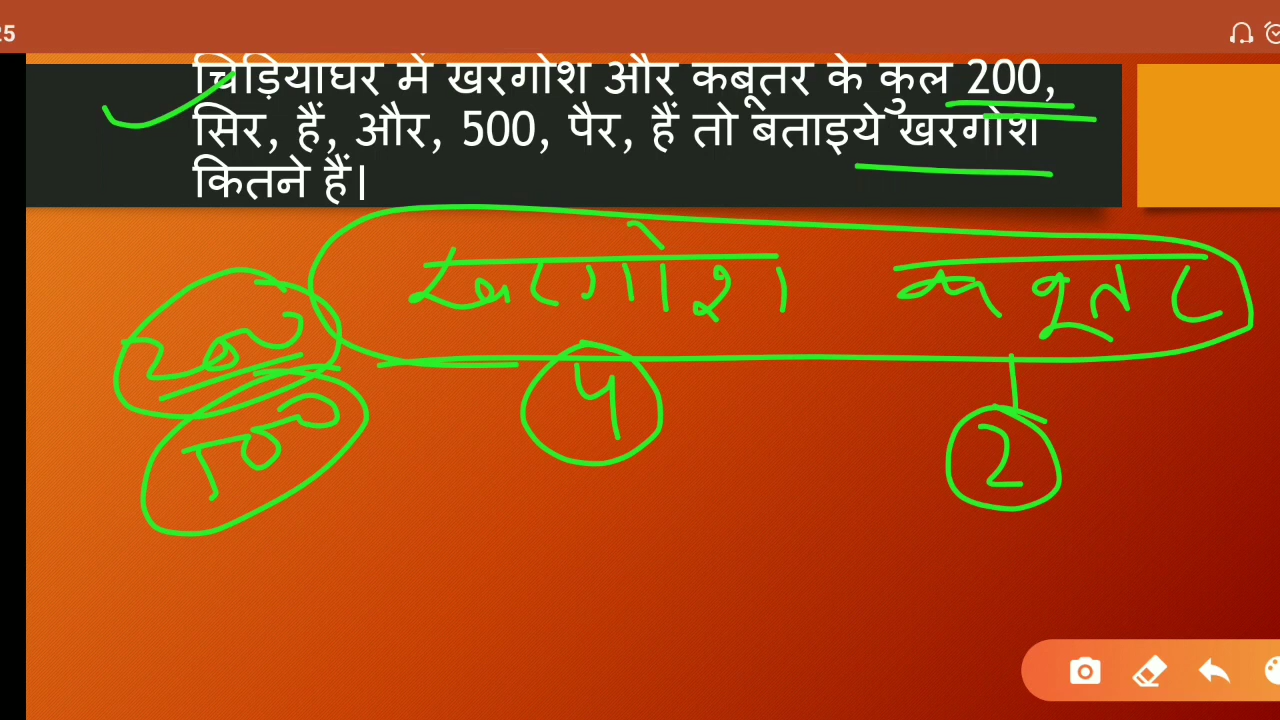 25
चिड़ियाघर में खरगोश और कबूतर के कुल 200,
सिर, हैं, और, 500, पैर, हैं तो बताइये खरगोश
कितने हैं।
खरगोश कबूतर
200
4
500
2